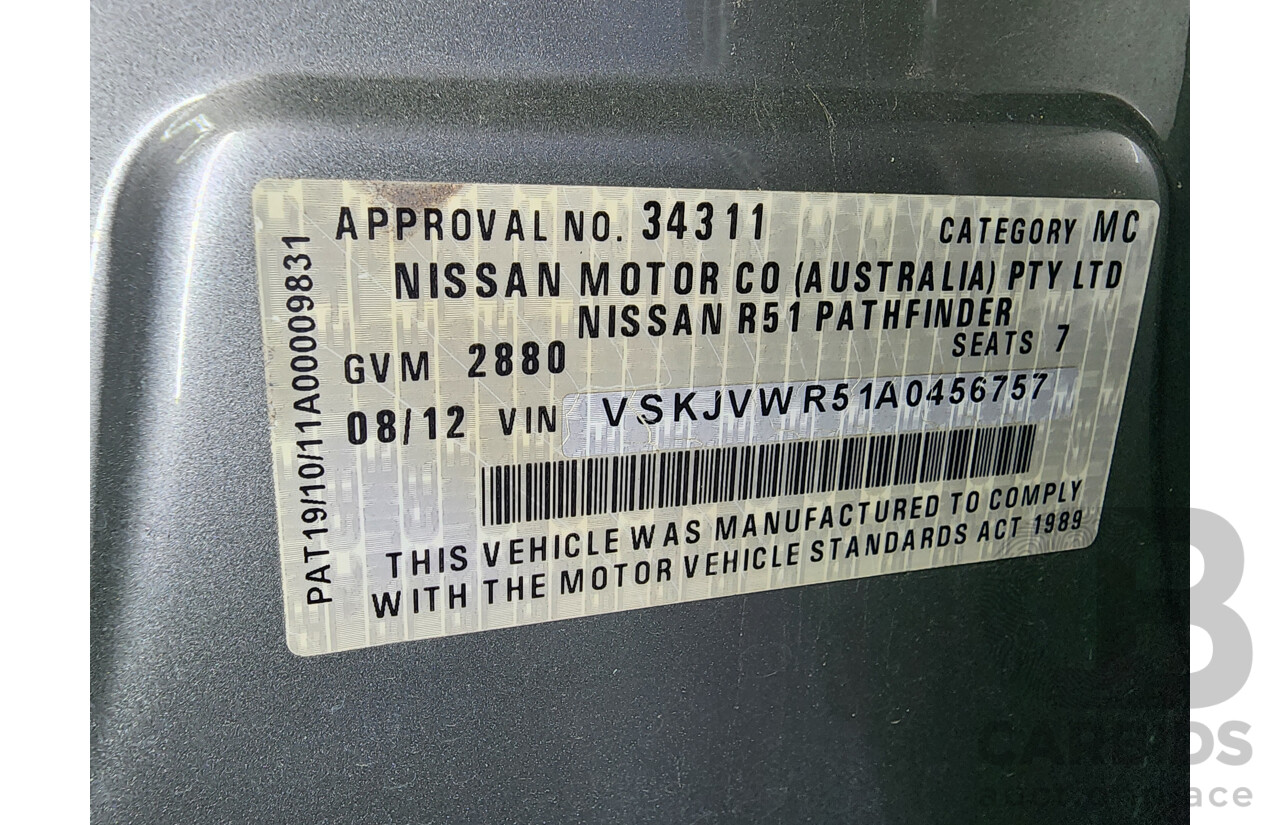 APPROVAL NO. 34311 CATEGORY MC
NISSAN MOTOR CO (AUSTRALIA) PTY LTD
NISSAN R51 PATHFINDER
GVM 2880 SEATS 7
08/12 VIN VSKJVWR51A0456757
THIS VEHICLE WAS MANUFACTURED TO COMPLY
WITH THE MOTOR VEHICLE STANDARDS ACT 1989
PAT19/10/11A00009831